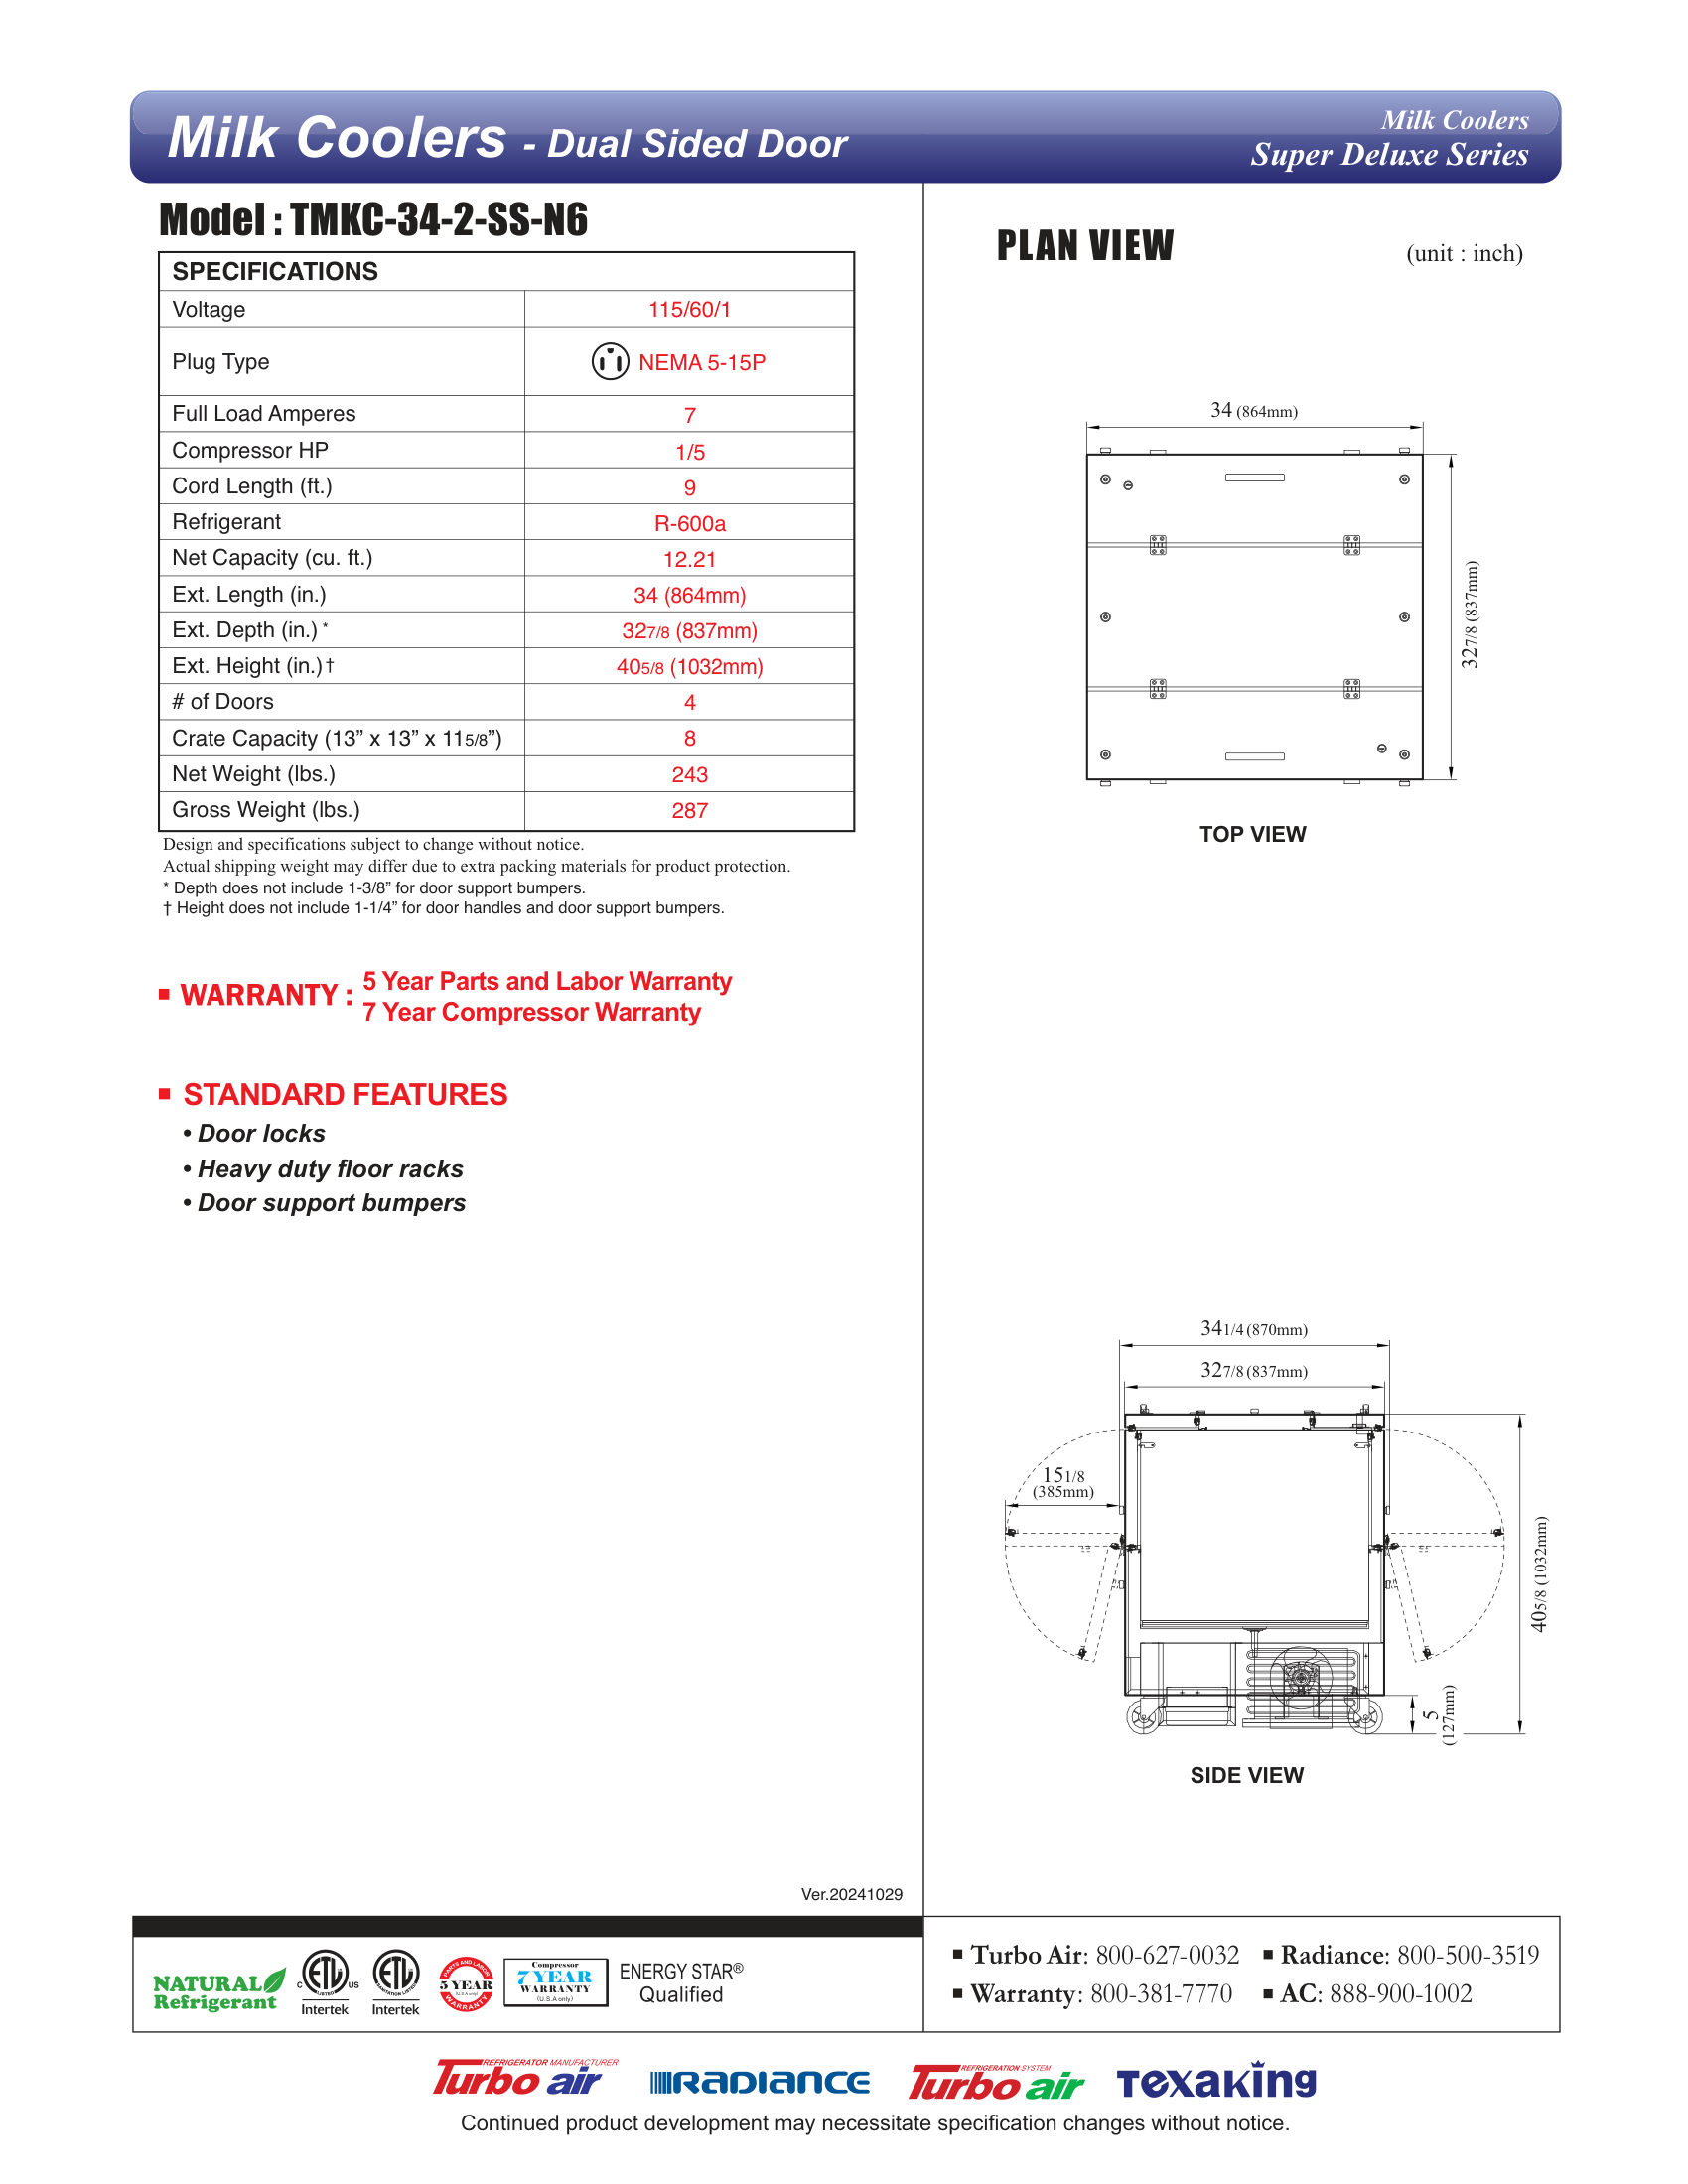 Milk Coolers - Dual Sided Door
Milk Coolers
Super Deluxe Series
Model : TMKC-34-2-SS-N6
SPECIFICATIONS
Voltage 115/60/1
Plug Type NEMA 5-15P
Full Load Amperes 7
Compressor HP 1/5
Cord Length (ft.) 9
Refrigerant R-600a
Net Capacity (cu. ft.) 12.21
Ext. Length (in.) 34 (864mm)
Ext. Depth (in.) * 327/8 (837mm)
Ext. Height (in.) † 405/8 (1032mm)
# of Doors 4
Crate Capacity (13” x 13” x 115/8”) 8
Net Weight (lbs.) 243
Gross Weight (lbs.) 287
Design and specifications subject to change without notice.
Actual shipping weight may differ due to extra packing materials for product protection.
* Depth does not include 1-3/8” for door support bumpers.
† Height does not include 1-1/4” for door handles and door support bumpers.
WARRANTY : 5 Year Parts and Labor Warranty
7 Year Compressor Warranty
STANDARD FEATURES
• Door locks
• Heavy duty floor racks
• Door support bumpers
Ver.20241029
PLAN VIEW
(unit : inch)
34 (864mm)
327/8 (837mm)
TOP VIEW
341/4 (870mm)
327/8 (837mm)
151/8
(385mm)
405/8 (1032mm)
5
(127mm)
SIDE VIEW
NATURAL
Refrigerant
C ETL US
LISTED
Intertek
ETL
SANITATION LISTED
Intertek
PARTS AND LABOR
5 YEAR
(U.S.A only)
WARRANTY
Compressor
7 YEAR
WARRANTY
(U.S.A only)
ENERGY STAR®
Qualified
Turbo Air: 800-627-0032
Radiance: 800-500-3519
Warranty: 800-381-7770
AC: 888-900-1002
REFRIGERATOR MANUFACTURER
Turbo air
RADIANCE
REFRIGERATION SYSTEM
Turbo air
Texaking
Continued product development may necessitate specification changes without notice.